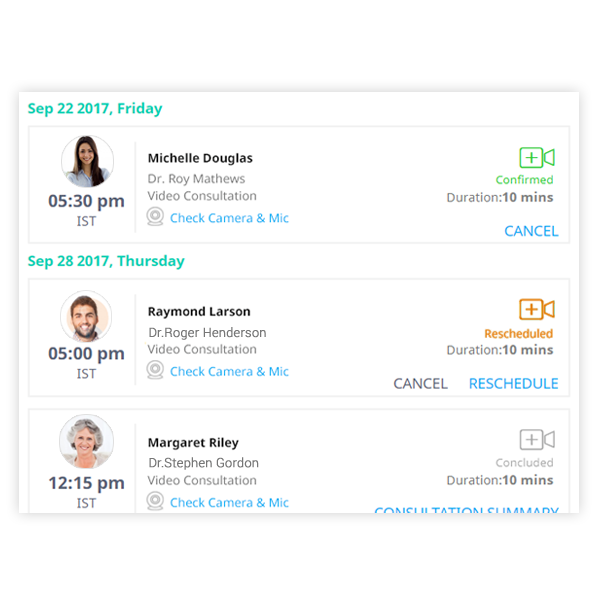 Sep 22 2017, Friday
Michelle Douglas
Dr. Roy Mathews
Confirmed
05:30 pm
Video Consultation
Duration:10 mins
IST
Check Camera & Mic
CANCEL
Sep 28 2017, Thursday
Raymond Larson
Dr.Roger Henderson
Rescheduled
05:00 pm
Video Consultation
Duration:10 mins
IST
Check Camera & Mic
CANCEL RESCHEDULE
Margaret Riley
Dr.Stephen Gordon
Concluded
12:15 pm
Video Consultation
Duration:10 mins
IST
Check Camera & Mic
CONSULTATION SUMMARY